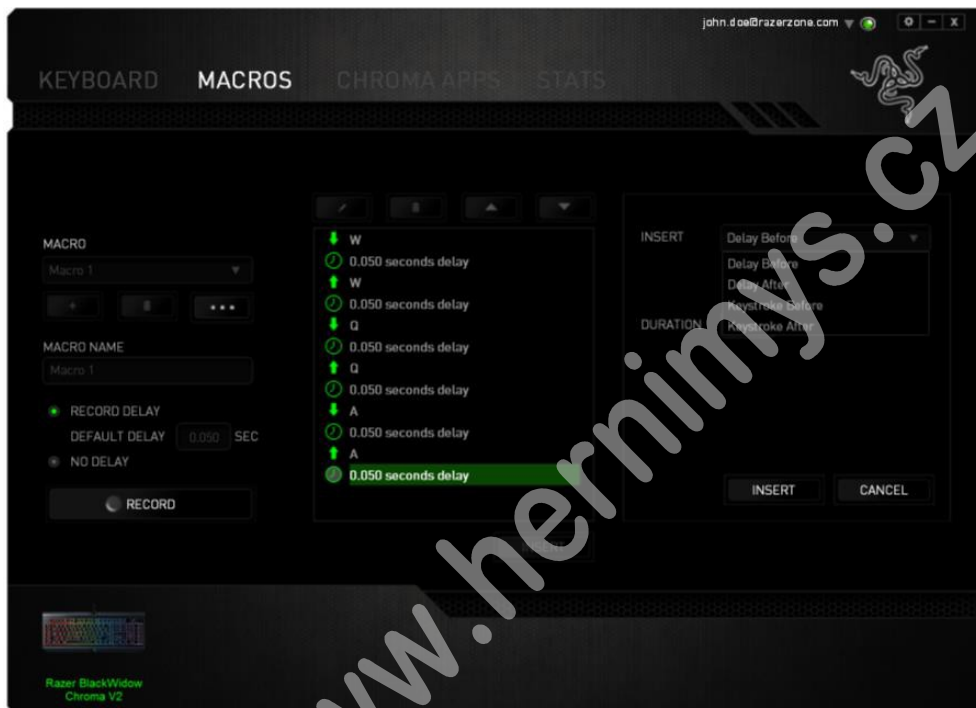 john.doe@razerzone.com
KEYBOARD MACROS CHROMA APPS STATS
MACRO
Macro 1
MACRO NAME
Macro 1
RECORD DELAY
DEFAULT DELAY 0.050 SEC
NO DELAY
RECORD
W
0.050 seconds delay
W
0.050 seconds delay
Q
0.050 seconds delay
Q
0.050 seconds delay
A
0.050 seconds delay
A
0.050 seconds delay
INSERT
INSERT Delay Before
Delay Before
Delay After
Keystroke Before
Keystroke After
DURATION
INSERT CANCEL
Razer BlackWidow
Chroma V2
www.hernimys.cz